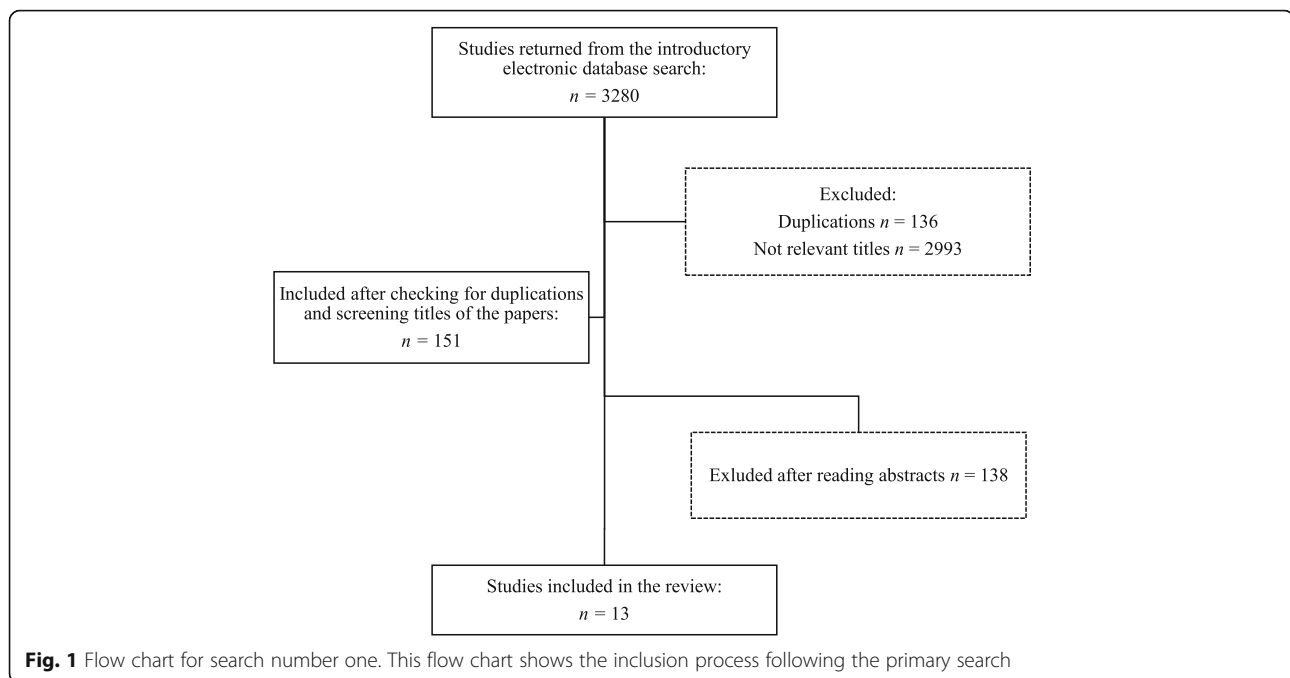 Studies returned from the introductory
electronic database search:
n = 3280
Excluded:
Duplications n = 136
Not relevant titles n = 2993
Included after checking for duplications
and screening titles of the papers:
n = 151
Exluded after reading abstracts n = 138
Studies included in the review:
n = 13
Fig. 1 Flow chart for search number one. This flow chart shows the inclusion process following the primary search